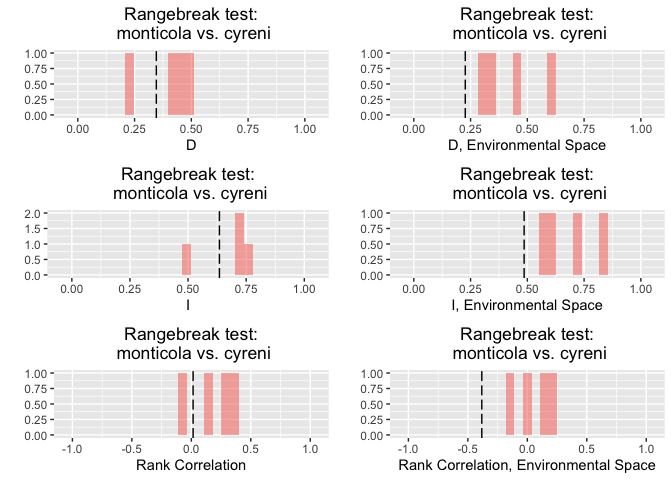 Rangebreak test:
monticola vs. cyreni
1.00
0.75
0.50
0.25
0.00
0.00 0.25 0.50 0.75 1.00
D
Rangebreak test:
monticola vs. cyreni
1.00
0.75
0.50
0.25
0.00
0.00 0.25 0.50 0.75 1.00
D, Environmental Space
Rangebreak test:
monticola vs. cyreni
2.0
1.5
1.0
0.5
0.0
0.00 0.25 0.50 0.75 1.00
I
Rangebreak test:
monticola vs. cyreni
1.00
0.75
0.50
0.25
0.00
0.00 0.25 0.50 0.75 1.00
I, Environmental Space
Rangebreak test:
monticola vs. cyreni
1.00
0.75
0.50
0.25
0.00
-1.0 -0.5 0.0 0.5 1.0
Rank Correlation
Rangebreak test:
monticola vs. cyreni
1.00
0.75
0.50
0.25
0.00
-1.0 -0.5 0.0 0.5 1.0
Rank Correlation, Environmental Space